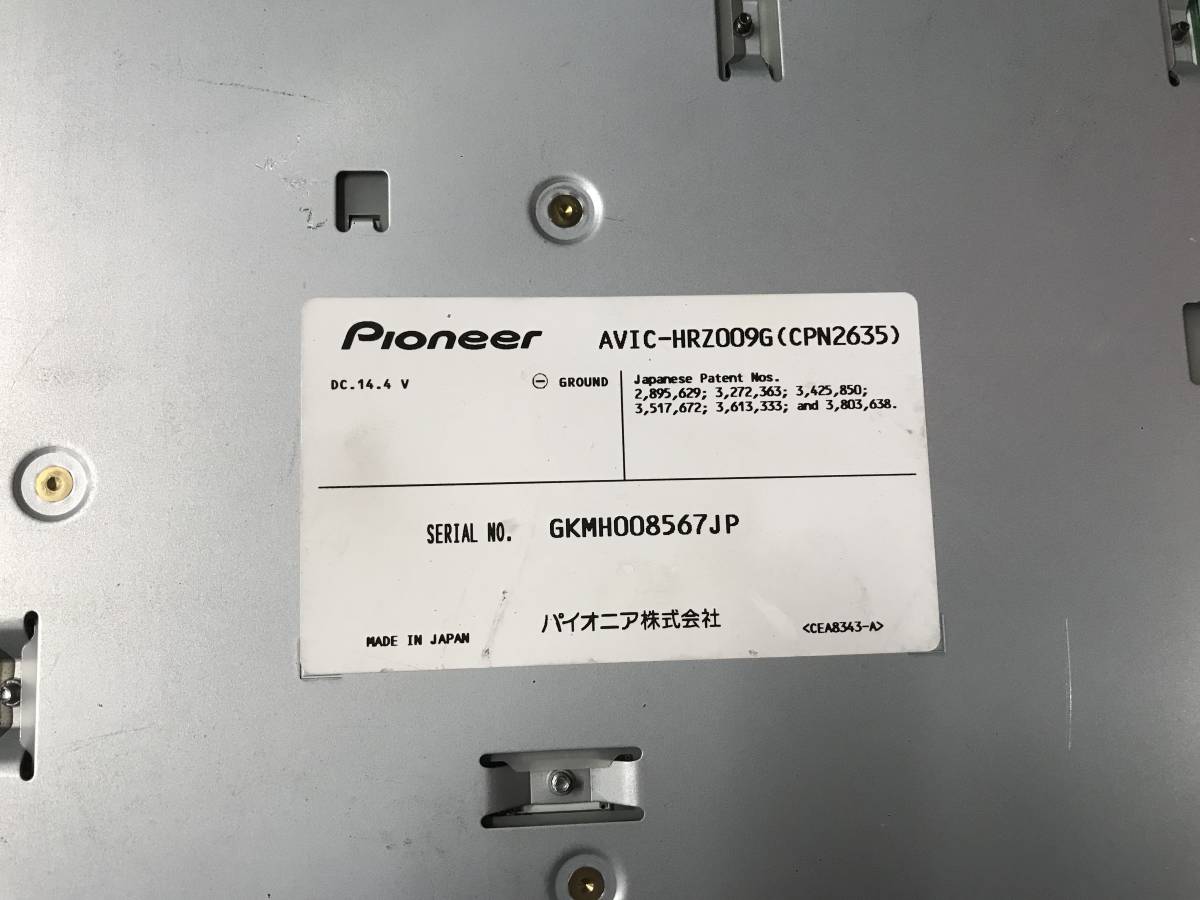 Pioneer AVIC-HRZ009G(CPN2635)
DC.14.4 V ⊖ GROUND
Japanese Patent Nos.
2,895,629; 3,272,363; 3,425,850;
3,517,672; 3,613,333; and 3,803,638.
SERIAL NO. GKMH008567JP
MADE IN JAPAN パイオニア株式会社 <CEA8343-A>